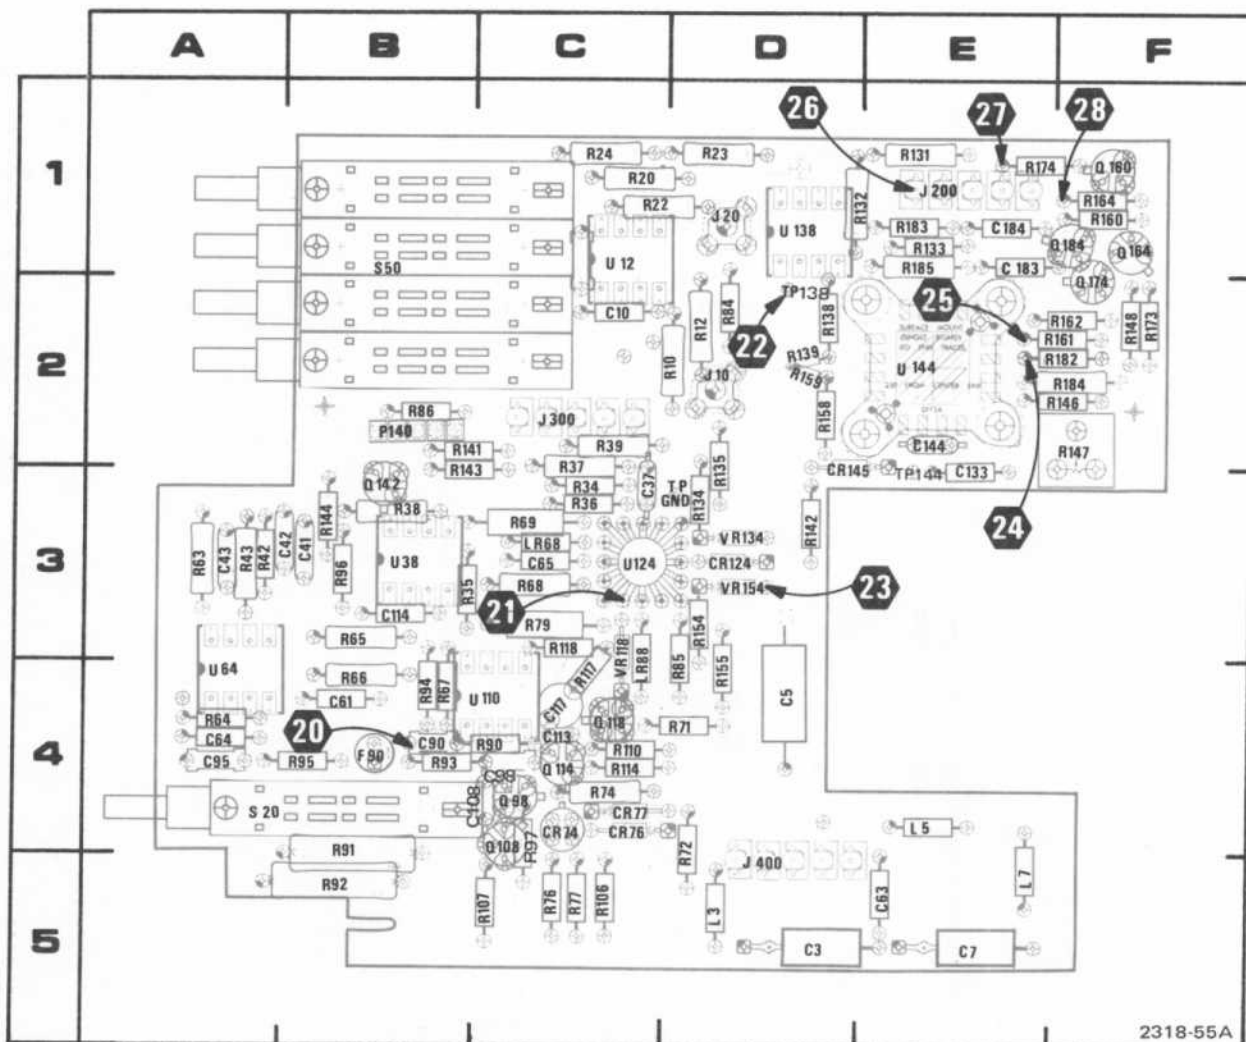 A B C D E F
26 27 28
1
R24 R23 R131
R174 Q160
R20 J200
R22 R132 R164
J20 R160
U138 R183 C184
Q184
R133 Q164
S50 U12 R185 C183
Q174
TP138
25
C10 R12 R84 R138 R162 R148 R173
R161
2
22 R139 R182
R10 U144
J10 R159 R184
R86 R158 R146
J300
P140
R141 R39 C144 R147
R37 R135 CR145
R143 TP144 C133
Q142 R34 C37 TP
GND
R144 R38 R36 R134 24
R142
R69
3
R63 C43 R43 R42 C42 C41 LR68 VR134
R96 U38 C65 U124 CR124
R35 R68 VR154 23
21
C114 R79 R154
R65 R118 VR118 LR88
U64 R85
R66 R94 R67 R117 R155
U110 C5
C61 C117
R64 Q118 R71
20
C64 C90 R90 C113 R110
4
C95 R95 F90 R93 Q114 R114
C98
R74
S20 C108 Q98 CR77
CR74 CR76 L5
R91 Q108 R97 R72
J400
R92 L7
R107 R76 R77 R106 L3 C63
5
C3 C7
2318-55A